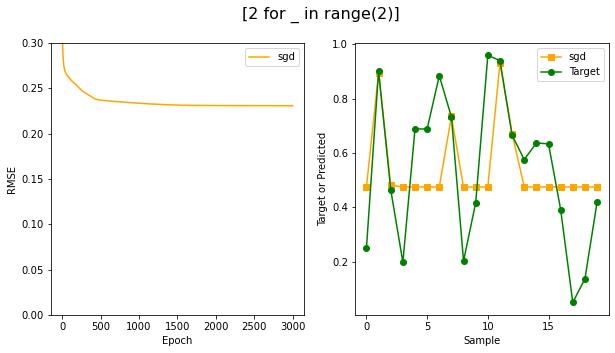 [2 for _ in range(2)]
0.30
0.25
0.20
0.15
0.10
0.05
0.00
RMSE
0 500 1000 1500 2000 2500 3000
Epoch
sgd
1.0
0.8
0.6
0.4
0.2
Target or Predicted
0 5 10 15
Sample
sgd
Target